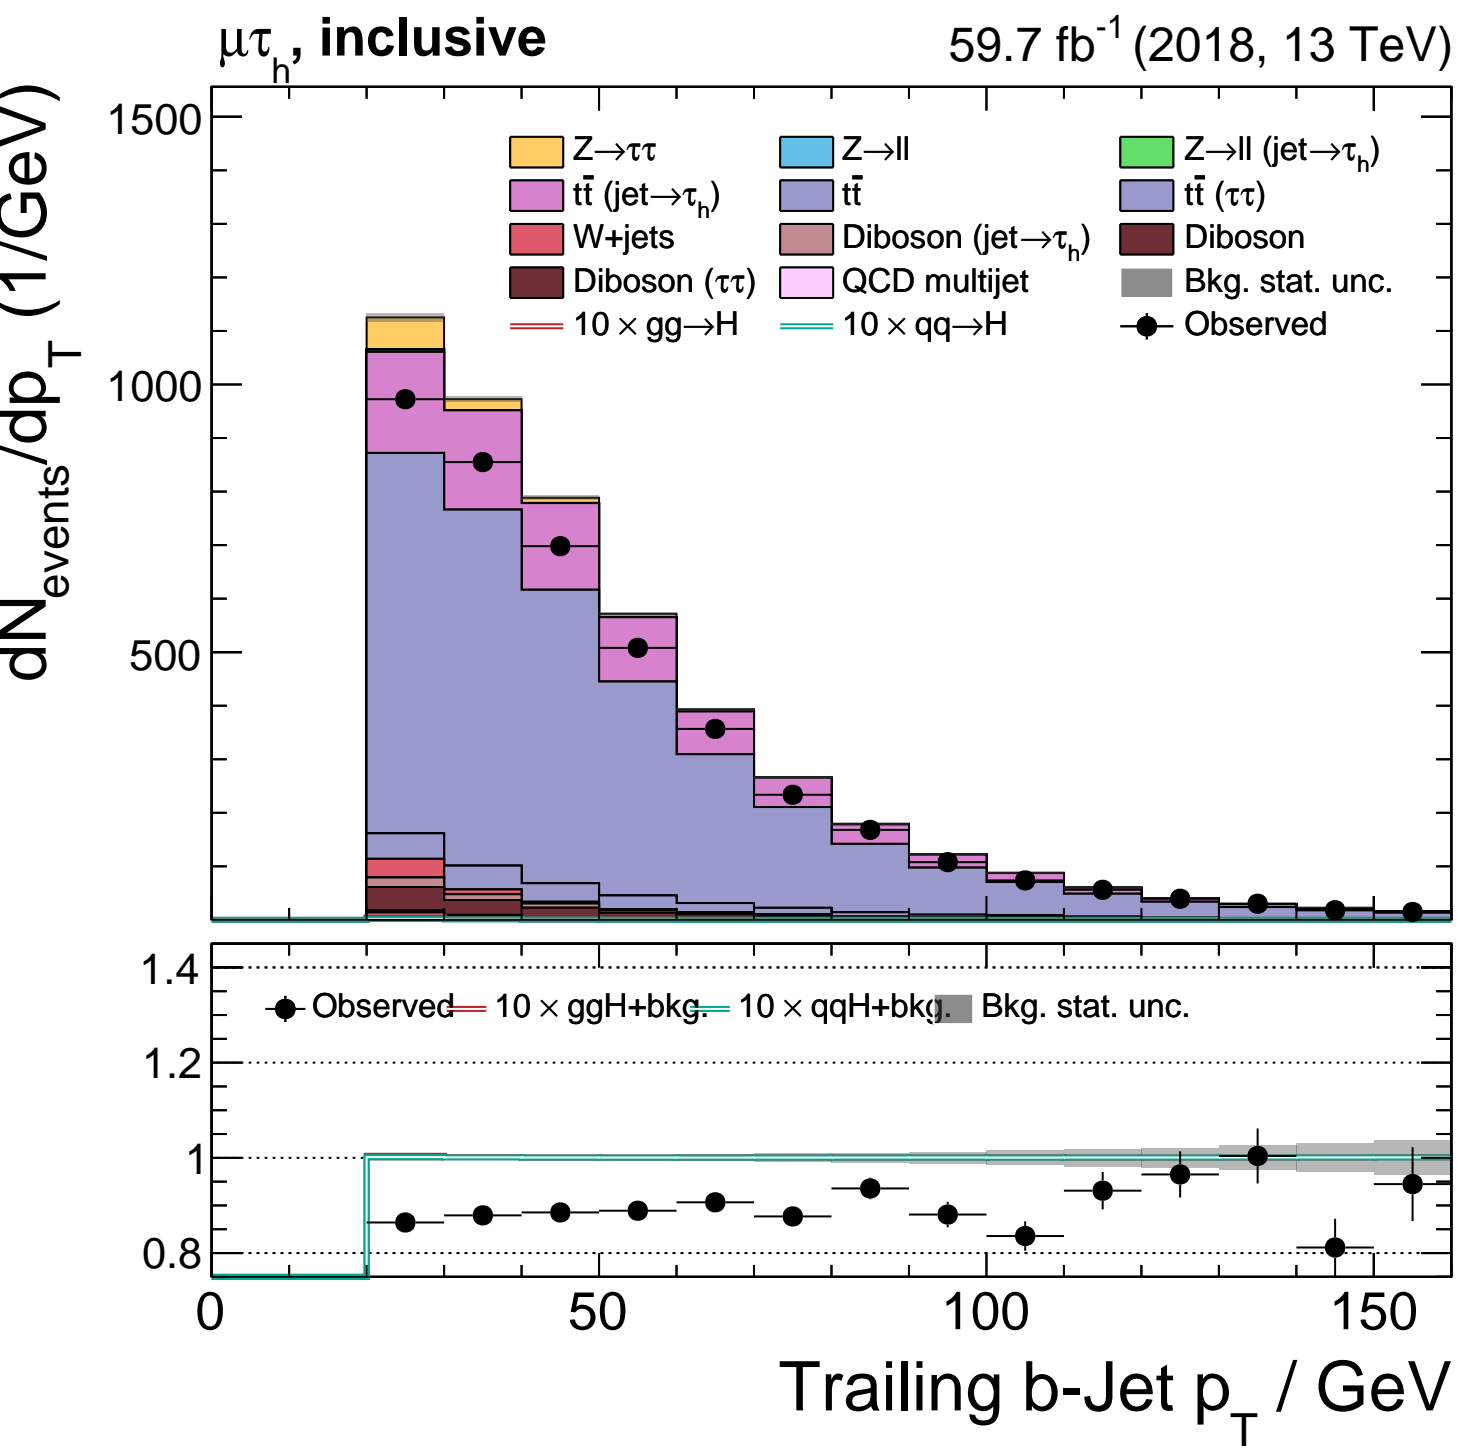 μτh, inclusive
59.7 fb-1 (2018, 13 TeV)
dNevents/dpT (1/GeV)
1500
1000
500
Z→ττ Z→ll Z→ll (jet→τh)
tt̄ (jet→τh) tt̄ tt̄ (ττ)
W+jets Diboson (jet→τh) Diboson
Diboson (ττ) QCD multijet Bkg. stat. unc.
10 × gg→H 10 × qq→H Observed
1.4
Observed 10 × ggH+bkg. 10 × qqH+bkg. Bkg. stat. unc.
1.2
1
0.8
0 50 100 150
Trailing b-Jet pT / GeV